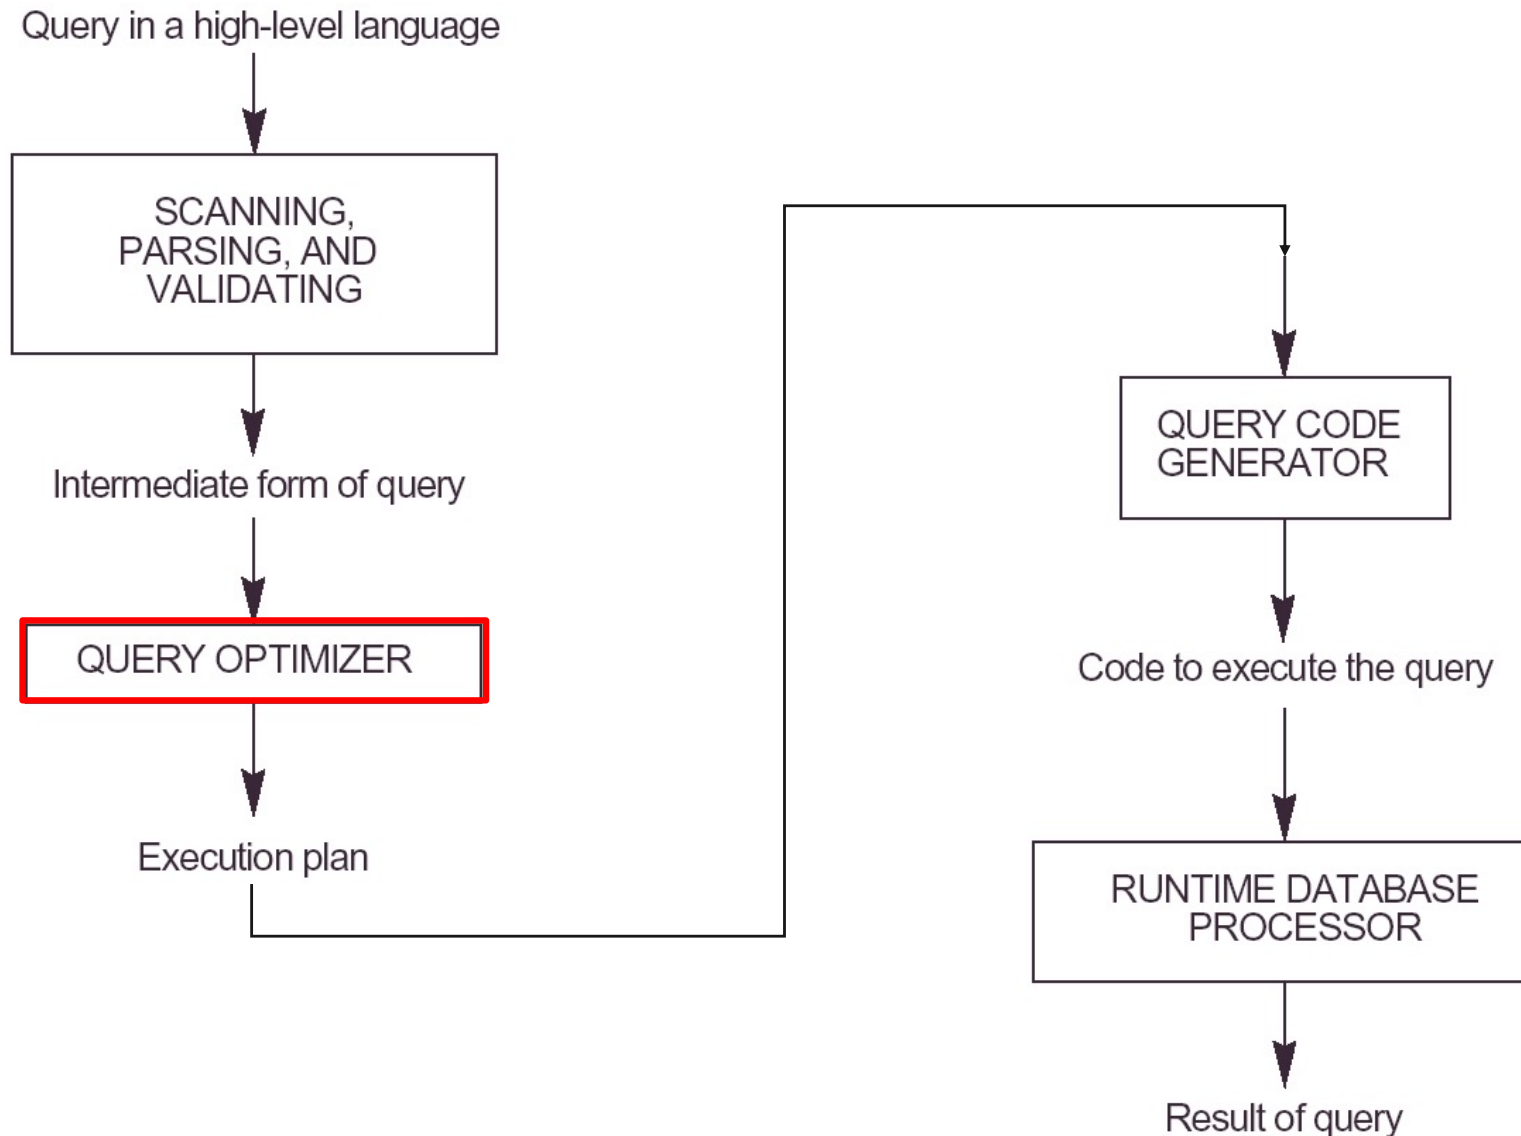 Query in a high-level language
SCANNING,
PARSING, AND
VALIDATING
Intermediate form of query
QUERY OPTIMIZER
Execution plan
QUERY CODE
GENERATOR
Code to execute the query
RUNTIME DATABASE
PROCESSOR
Result of query